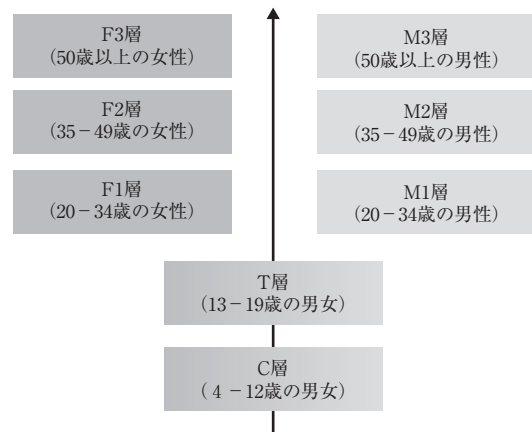 F3層
(50歳以上の女性)
M3層
(50歳以上の男性)
F2層
(35－49歳の女性)
M2層
(35－49歳の男性)
F1層
(20－34歳の女性)
M1層
(20－34歳の男性)
T層
(13－19歳の男女)
C層
( 4 －12歳の男女)